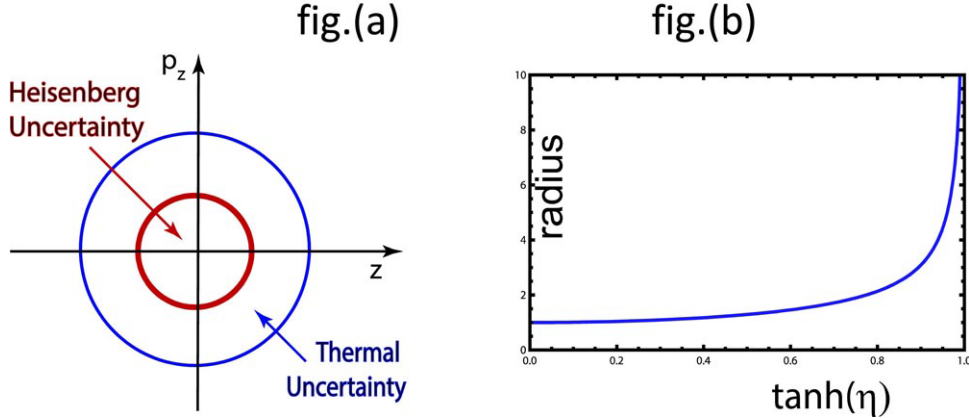 fig.(a)
p_z
Heisenberg
Uncertainty
z
Thermal
Uncertainty
fig.(b)
10
8
6
4
2
0
radius
0.0 0.2 0.4 0.6 0.8 1.0
tanh(η)